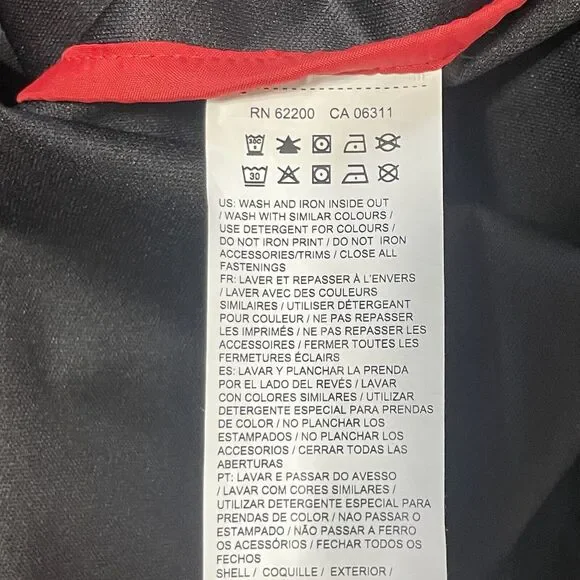 RN 62200 CA 06311
30C
30
US: WASH AND IRON INSIDE OUT
/ WASH WITH SIMILAR COLOURS /
USE DETERGENT FOR COLOURS /
DO NOT IRON PRINT / DO NOT IRON
ACCESSORIES/TRIMS / CLOSE ALL
FASTENINGS
FR: LAVER ET REPASSER À L'ENVERS
/ LAVER AVEC DES COULEURS
SIMILAIRES / UTILISER DÉTERGEANT
POUR COULEUR / NE PAS REPASSER
LES IMPRIMÉS / NE PAS REPASSER LES
ACCESSOIRES / FERMER TOUTES LES
FERMETURES ÉCLAIRS
ES: LAVAR Y PLANCHAR LA PRENDA
POR EL LADO DEL REVÉS / LAVAR
CON COLORES SIMILARES / UTILIZAR
DETERGENTE ESPECIAL PARA PRENDAS
DE COLOR / NO PLANCHAR LOS
ESTAMPADOS / NO PLANCHAR LOS
ACCESORIOS / CERRAR TODAS LAS
ABERTURAS
PT: LAVAR E PASSAR DO AVESSO
/ LAVAR COM CORES SIMILARES /
UTILIZAR DETERGENTE ESPECIAL PARA
PRENDAS DE COLOR / NAO PASSAR O
ESTAMPADO / NÃO PASSAR A FERRO
OS ACESSÓRIOS / FECHAR TODOS OS
FECHOS
SHELL / COQUILLE / EXTERIOR /